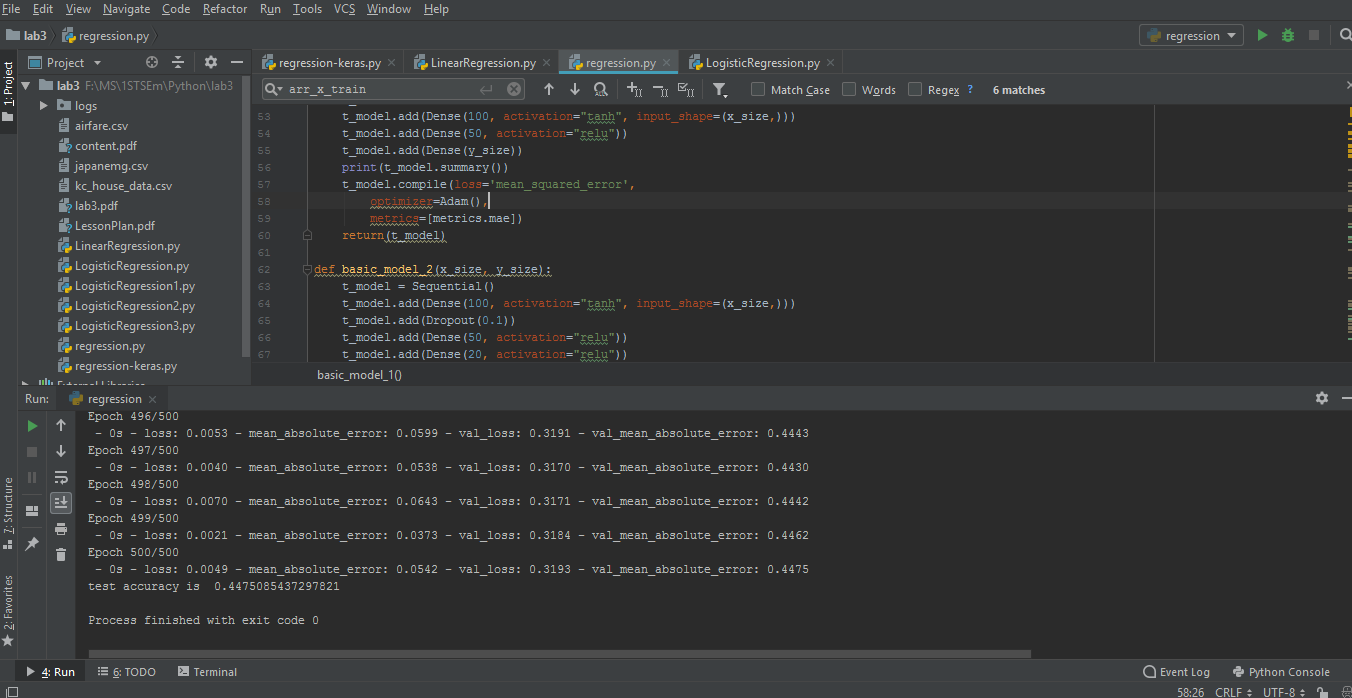 File Edit View Navigate Code Refactor Run Tools VCS Window Help
lab3 regression.py regression
Project regression-keras.py LinearRegression.py regression.py LogisticRegression.py
1: Project
lab3 F:\MS\1STSEm\Python\lab3
logs
airfare.csv
content.pdf
japanemg.csv
kc_house_data.csv
lab3.pdf
LessonPlan.pdf
LinearRegression.py
LogisticRegression.py
LogisticRegression1.py
LogisticRegression2.py
LogisticRegression3.py
regression.py
regression-keras.py
External Libraries
arr_x_train Match Case Words Regex ? 6 matches
53 t_model.add(Dense(100, activation="tanh", input_shape=(x_size,)))
54 t_model.add(Dense(50, activation="relu"))
55 t_model.add(Dense(y_size))
56 print(t_model.summary())
57 t_model.compile(loss='mean_squared_error',
58 optimizer=Adam(),
59 metrics=[metrics.mae])
60 return(t_model)
61
62 def basic_model_2(x_size, y_size):
63 t_model = Sequential()
64 t_model.add(Dense(100, activation="tanh", input_shape=(x_size,)))
65 t_model.add(Dropout(0.1))
66 t_model.add(Dense(50, activation="relu"))
67 t_model.add(Dense(20, activation="relu"))
basic_model_1()
Run: regression
Epoch 496/500
- 0s - loss: 0.0053 - mean_absolute_error: 0.0599 - val_loss: 0.3191 - val_mean_absolute_error: 0.4443
Epoch 497/500
- 0s - loss: 0.0040 - mean_absolute_error: 0.0538 - val_loss: 0.3170 - val_mean_absolute_error: 0.4430
Epoch 498/500
- 0s - loss: 0.0070 - mean_absolute_error: 0.0643 - val_loss: 0.3171 - val_mean_absolute_error: 0.4442
Epoch 499/500
- 0s - loss: 0.0021 - mean_absolute_error: 0.0373 - val_loss: 0.3184 - val_mean_absolute_error: 0.4462
Epoch 500/500
- 0s - loss: 0.0049 - mean_absolute_error: 0.0542 - val_loss: 0.3193 - val_mean_absolute_error: 0.4475
test accuracy is 0.4475085437297821
Process finished with exit code 0
7: Structure
2: Favorites
4: Run 6: TODO Terminal Event Log Python Console
58:26 CRLF UTF-8